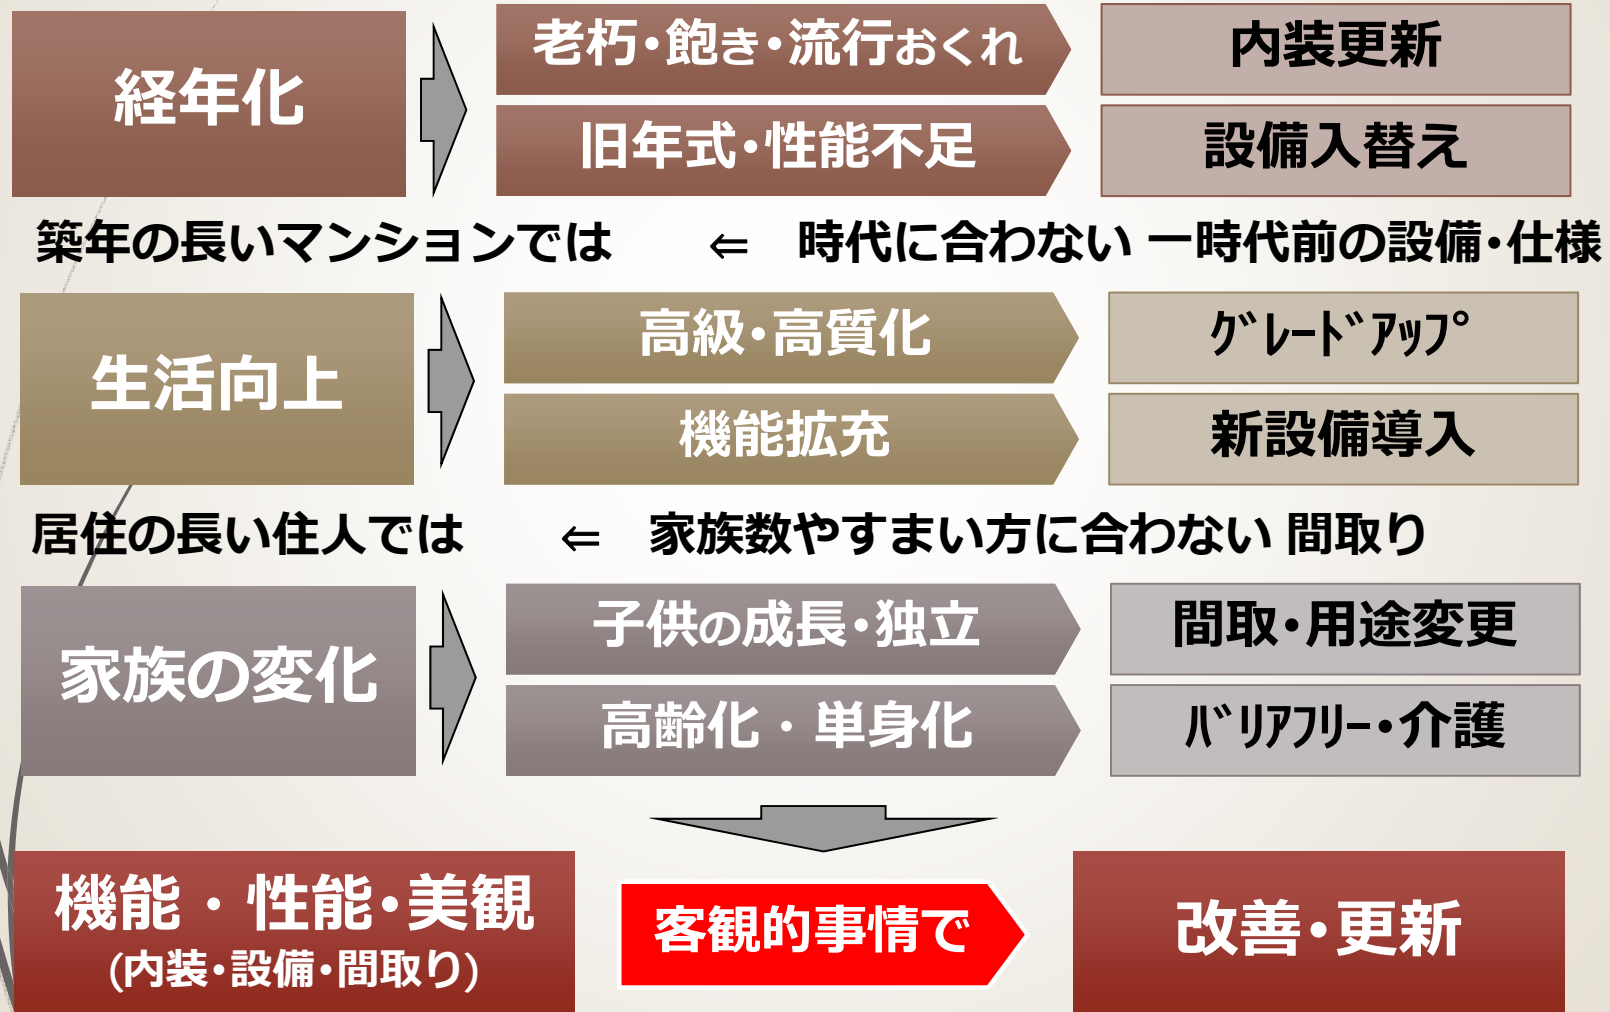 経年化
老朽・飽き・流行おくれ
内装更新
旧年式・性能不足
設備入替え
築年の長いマンションでは ⇐ 時代に合わない 一時代前の設備・仕様
生活向上
高級・高質化
ｸﾞﾚｰﾄﾞｱｯﾌﾟ
機能拡充
新設備導入
居住の長い住人では ⇐ 家族数やすまい方に合わない 間取り
家族の変化
子供の成長・独立
間取・用途変更
高齢化・単身化
ﾊﾞﾘｱﾌﾘｰ・介護
機能・性能・美観
(内装・設備・間取り)
客観的事情で
改善・更新